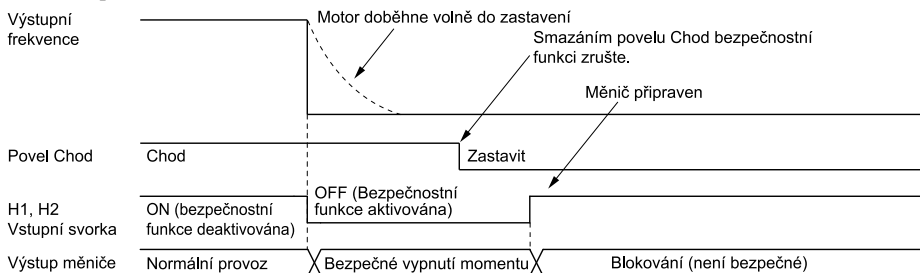 Výstupní
frekvence
Motor doběhne volně do zastavení
Smazáním povelu Chod bezpečnostní
funkci zrušte.
Měnič připraven
Povel Chod
Chod
Zastavit
H1, H2
Vstupní svorka
ON (bezpečnostní
funkce deaktivována)
OFF (Bezpečnostní
funkce aktivována)
Výstup měniče
Normální provoz
Bezpečné vypnutí momentu
Blokování (není bezpečné)